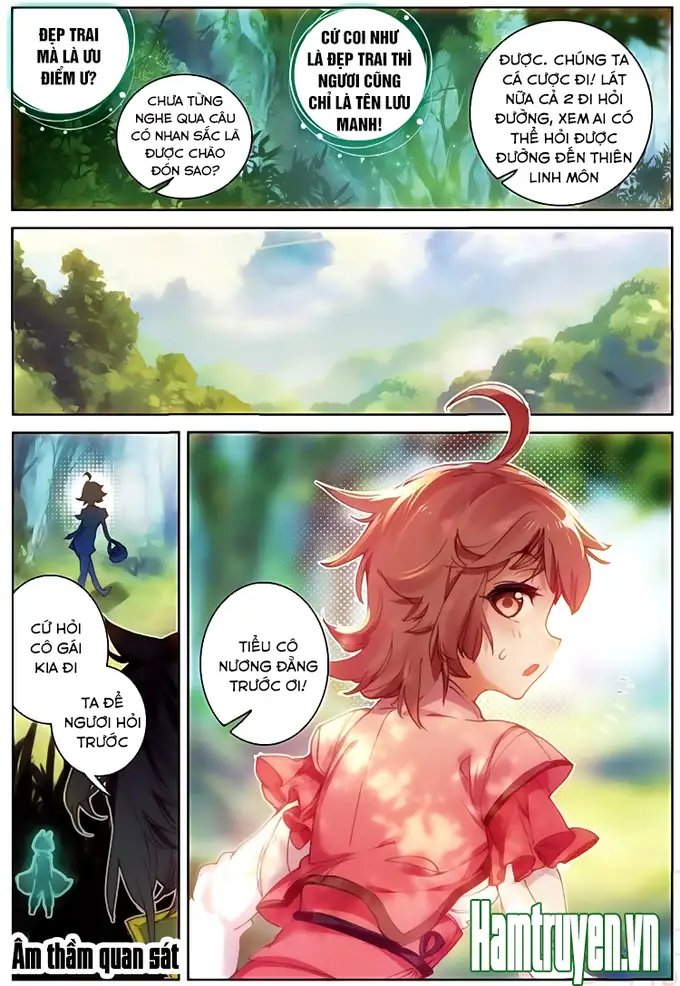 ĐẸP TRAI
MÀ LÀ ƯU
ĐIỂM Ư?
CHƯA TỪNG
NGHE QUA CÂU
CÓ NHAN SẮC LÀ
ĐƯỢC CHÀO
ĐÓN SAO?
CỨ COI NHƯ
LÀ ĐẸP TRAI THÌ
NGƯƠI CŨNG
CHỈ LÀ TÊN LƯU
MANH!
ĐƯỢC. CHÚNG TA
CÁ CƯỢC ĐI! LÁT
NỮA CẢ 2 ĐI HỎI
ĐƯỜNG, XEM AI CÓ
THỂ HỎI ĐƯỢC
ĐƯỜNG ĐẾN THIÊN
LINH MÔN
CỨ HỎI
CÔ GÁI
KIA ĐI
TA ĐỂ
NGƯƠI HỎI
TRƯỚC
Âm thầm quan sát
TIỂU CÔ
NƯƠNG ĐẰNG
TRƯỚC ƠI!
Hamtruyen.vn